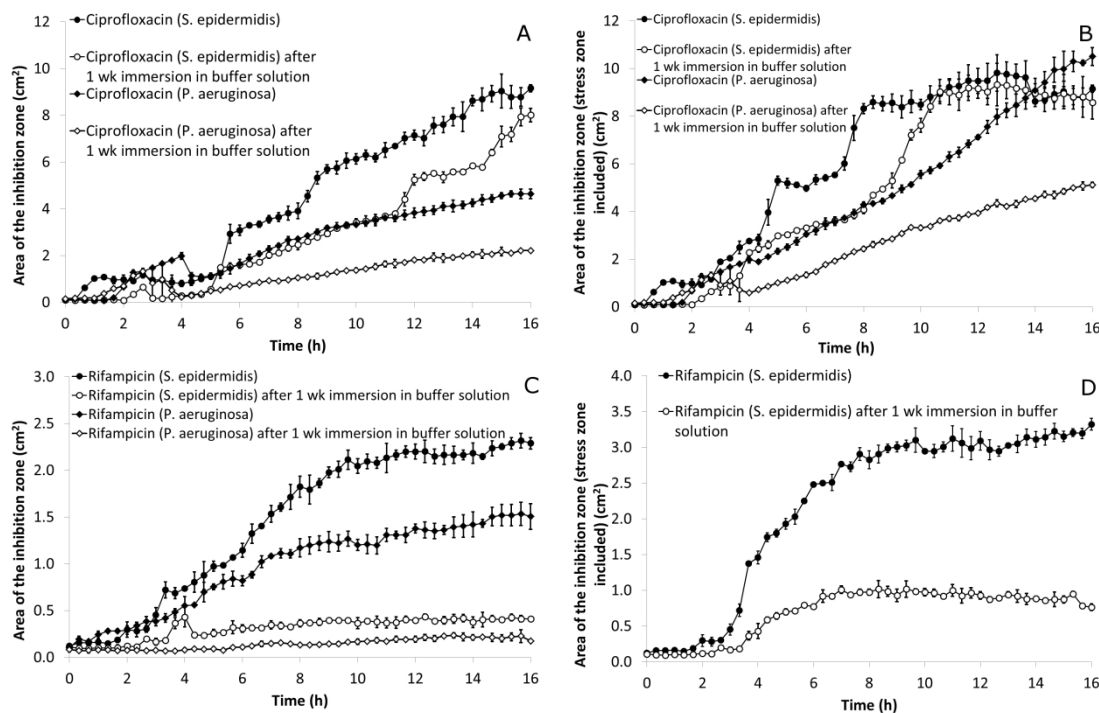 Ciprofloxacin (S. epidermidis)
Ciprofloxacin (S. epidermidis) after
1 wk immersion in buffer solution
Ciprofloxacin (P. aeruginosa)
Ciprofloxacin (P. aeruginosa) after
1 wk immersion in buffer solution
A
Area of the inhibition zone (cm²)
12
10
8
6
4
2
0
0 2 4 6 8 10 12 14 16
Time (h)
Ciprofloxacin (S. epidermidis)
Ciprofloxacin (S. epidermidis) after
1 wk immersion in buffer solution
Ciprofloxacin (P. aeruginosa)
Ciprofloxacin (P. aeruginosa) after
1 wk immersion in buffer solution
B
Area of the inhibition zone (stress zone
included) (cm²)
12
10
8
6
4
2
0
0 2 4 6 8 10 12 14 16
Time (h)
Rifampicin (S. epidermidis)
Rifampicin (S. epidermidis) after 1 wk immersion in buffer solution
Rifampicin (P. aeruginosa)
Rifampicin (P. aeruginosa) after 1 wk immersion in buffer solution
C
Area of the inhibition zone (cm²)
3.0
2.5
2.0
1.5
1.0
0.5
0.0
0 2 4 6 8 10 12 14 16
Time (h)
Rifampicin (S. epidermidis)
Rifampicin (S. epidermidis) after 1 wk immersion in buffer
solution
D
Area of the inhibition zone (stress zone
included) (cm²)
4.0
3.5
3.0
2.5
2.0
1.5
1.0
0.5
0.0
0 2 4 6 8 10 12 14 16
Time (h)